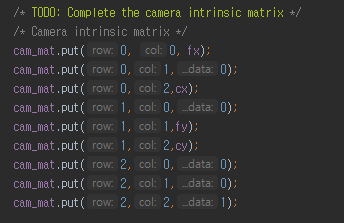 /* TODO: Complete the camera intrinsic matrix */
/* Camera intrinsic matrix */
cam_mat.put( row: 0, col: 0, fx);
cam_mat.put( row: 0, col: 1, ...data: 0);
cam_mat.put( row: 0, col: 2,cx);
cam_mat.put( row: 1, col: 0, ...data: 0);
cam_mat.put( row: 1, col: 1,fy);
cam_mat.put( row: 1, col: 2,cy);
cam_mat.put( row: 2, col: 0, ...data: 0);
cam_mat.put( row: 2, col: 1, ...data: 0);
cam_mat.put( row: 2, col: 2, ...data: 1);